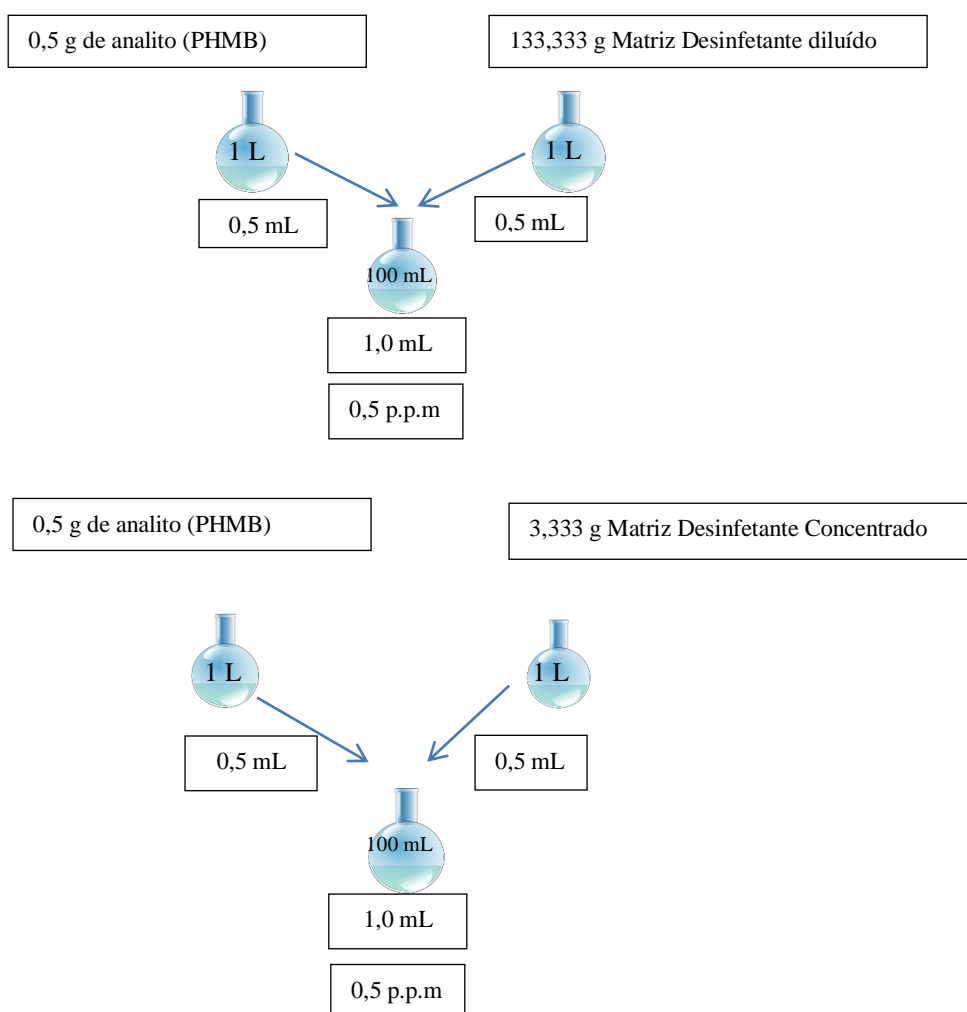 0,5 g de analito (PHMB)
133,333 g Matriz Desinfetante diluído
1 L
1 L
0,5 mL
0,5 mL
100 mL
1,0 mL
0,5 p.p.m
0,5 g de analito (PHMB)
3,333 g Matriz Desinfetante Concentrado
1 L
1 L
0,5 mL
0,5 mL
100 mL
1,0 mL
0,5 p.p.m